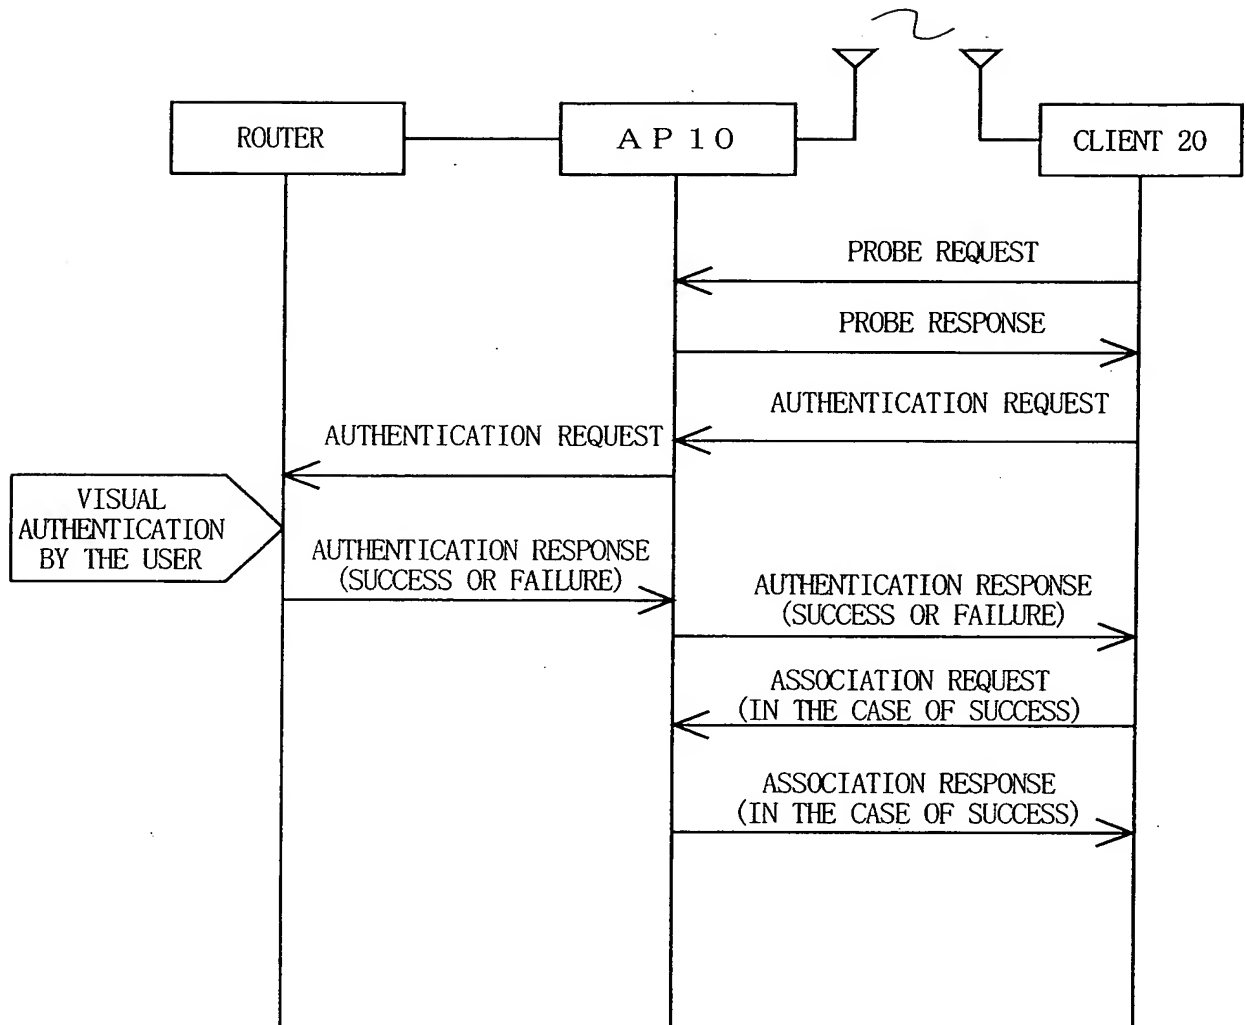 ROUTER
AP10
CLIENT 20
PROBE REQUEST
PROBE RESPONSE
AUTHENTICATION REQUEST
AUTHENTICATION REQUEST
VISUAL
AUTHENTICATION
BY THE USER
AUTHENTICATION RESPONSE
(SUCCESS OR FAILURE)
AUTHENTICATION RESPONSE
(SUCCESS OR FAILURE)
ASSOCIATION REQUEST
(IN THE CASE OF SUCCESS)
ASSOCIATION RESPONSE
(IN THE CASE OF SUCCESS)